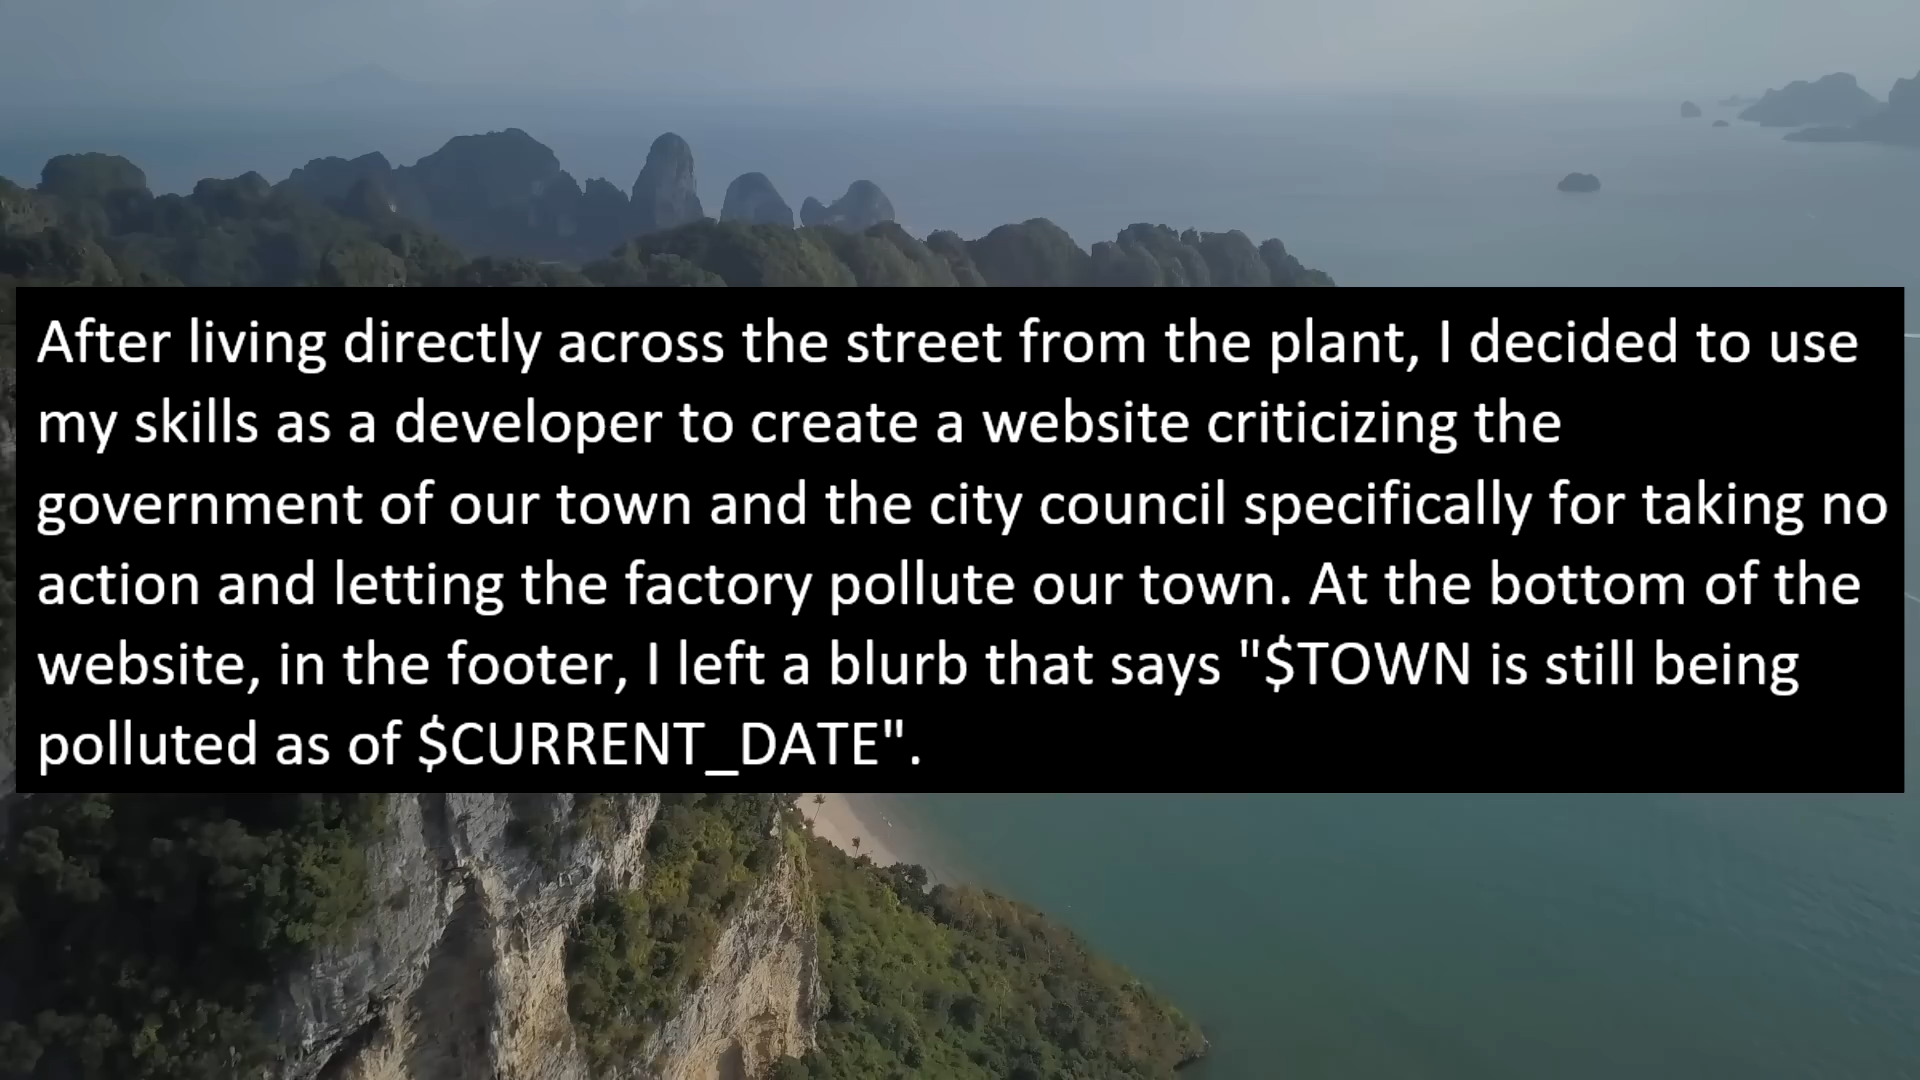 After living directly across the street from the plant, I decided to use
my skills as a developer to create a website criticizing the
government of our town and the city council specifically for taking no
action and letting the factory pollute our town. At the bottom of the
website, in the footer, I left a blurb that says "$TOWN is still being
polluted as of $CURRENT_DATE".